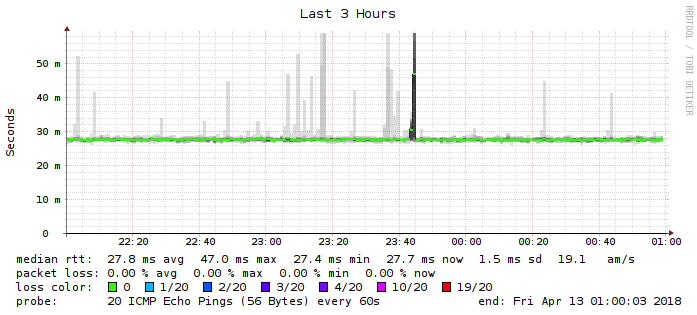 Last 3 Hours
RRDTOOL / TOBI OETIKER
Seconds
50 m
40 m
30 m
20 m
10 m
0
22:20 22:40 23:00 23:20 23:40 00:00 00:20 00:40 01:00
median rtt: 27.8 ms avg 47.0 ms max 27.4 ms min 27.7 ms now 1.5 ms sd 19.1 am/s
packet loss: 0.00 % avg 0.00 % max 0.00 % min 0.00 % now
loss color: 0 1/20 2/20 3/20 4/20 10/20 19/20
probe: 20 ICMP Echo Pings (56 Bytes) every 60s end: Fri Apr 13 01:00:03 2018